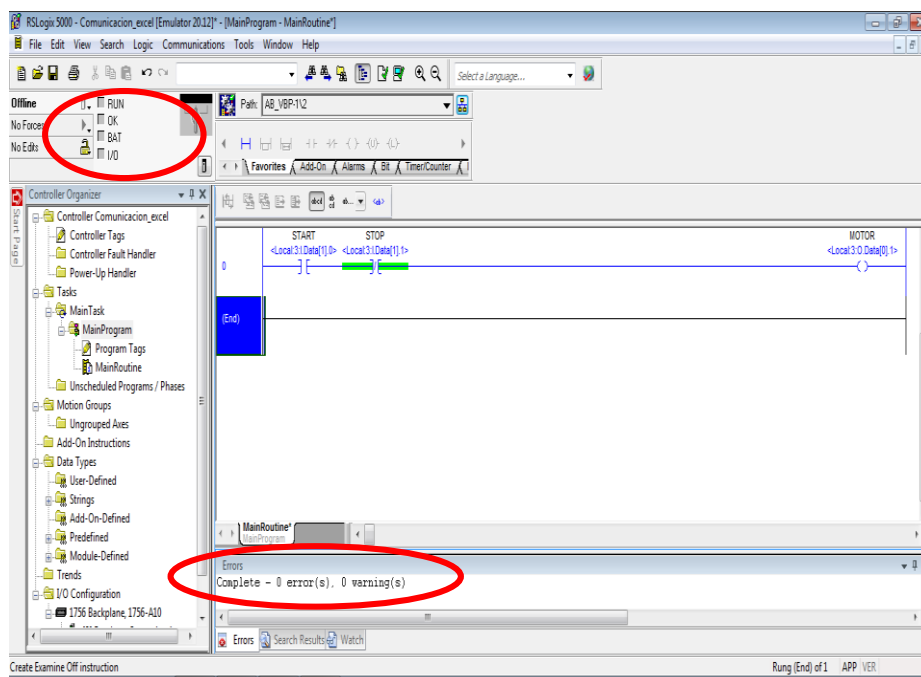 RSLogix 5000 - Comunicacion_excel [Emulator 20.12]* - [MainProgram - MainRoutine*]
File Edit View Search Logic Communications Tools Window Help
Select a Language...
Offline
RUN
No Forces
OK
No Edits
BAT
I/O
Path: AB_VBP-1\2
Favorites Add-On Alarms Bit Timer/Counter
Start Page
Controller Organizer
Controller Comunicacion_excel
Controller Tags
Controller Fault Handler
Power-Up Handler
Tasks
MainTask
MainProgram
Program Tags
MainRoutine
Unscheduled Programs / Phases
Motion Groups
Ungrouped Axes
Add-On Instructions
Data Types
User-Defined
Strings
Add-On-Defined
Predefined
Module-Defined
Trends
I/O Configuration
1756 Backplane, 1756-A10
START STOP MOTOR
<Local:3:I.Data[1].0> <Local:3:I.Data[1].1> <Local:3:O.Data[0].1>
0
(End)
MainRoutine*
MainProgram
Errors
Complete - 0 error(s), 0 warning(s)
Errors Search Results Watch
Create Examine Off instruction
Rung (End) of 1 APP VER